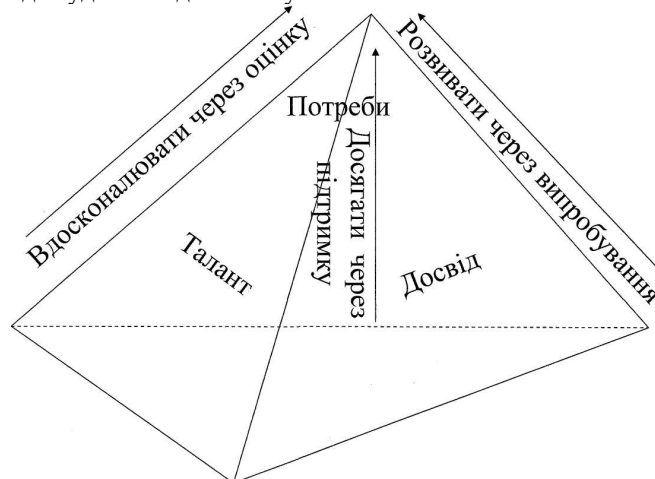 Вдосконалювати через оцінку
Розвивати через випробування
Потреби
Досягати через
підтримку
Талант
Досвід